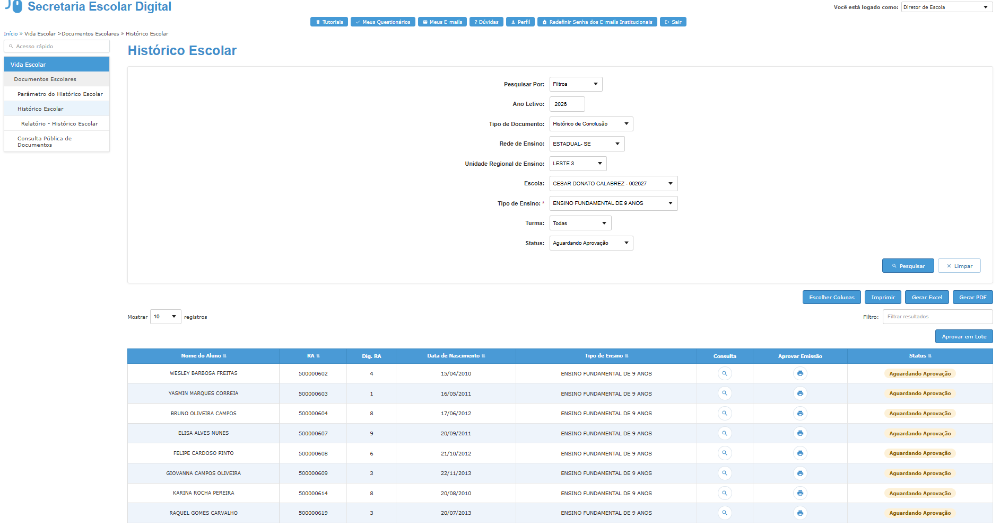 Secretaria Escolar Digital
Você está logado como: Diretor de Escola
Tutoriais Meus Questionários Meus E-mails ? Dúvidas Perfil Redefinir Senha dos E-mails Institucionais Sair
Início » Vida Escolar >Documentos Escolares » Histórico Escolar
Acesso rápido
Vida Escolar
Documentos Escolares
Parâmetro do Histórico Escolar
Histórico Escolar
Relatório - Histórico Escolar
Consulta Pública de
Documentos
Histórico Escolar
Pesquisar Por: Filtros
Ano Letivo: 2026
Tipo de Documento: Histórico de Conclusão
Rede de Ensino: ESTADUAL- SE
Unidade Regional de Ensino: LESTE 3
Escola: CESAR DONATO CALABREZ - 902627
Tipo de Ensino: * ENSINO FUNDAMENTAL DE 9 ANOS
Turma: Todas
Status: Aguardando Aprovação
Pesquisar Limpar
Escolher Colunas Imprimir Gerar Excel Gerar PDF
Mostrar 10 registros
Filtro: Filtrar resultados
Aprovar em Lote
Nome do Aluno RA Díg. RA Data de Nascimento Tipo de Ensino Consulta Aprovar Emissão Status
WESLEY BARBOSA FREITAS 500000602 4 15/04/2010 ENSINO FUNDAMENTAL DE 9 ANOS Aguardando Aprovação
YASMIN MARQUES CORREIA 500000603 1 16/05/2011 ENSINO FUNDAMENTAL DE 9 ANOS Aguardando Aprovação
BRUNO OLIVEIRA CAMPOS 500000604 8 17/06/2012 ENSINO FUNDAMENTAL DE 9 ANOS Aguardando Aprovação
ELISA ALVES NUNES 500000607 9 20/09/2011 ENSINO FUNDAMENTAL DE 9 ANOS Aguardando Aprovação
FELIPE CARDOSO PINTO 500000608 6 21/10/2012 ENSINO FUNDAMENTAL DE 9 ANOS Aguardando Aprovação
GIOVANNA CAMPOS OLIVEIRA 500000609 3 22/11/2013 ENSINO FUNDAMENTAL DE 9 ANOS Aguardando Aprovação
KARINA ROCHA PEREIRA 500000614 8 20/08/2010 ENSINO FUNDAMENTAL DE 9 ANOS Aguardando Aprovação
RAQUEL GOMES CARVALHO 500000619 3 20/07/2013 ENSINO FUNDAMENTAL DE 9 ANOS Aguardando Aprovação